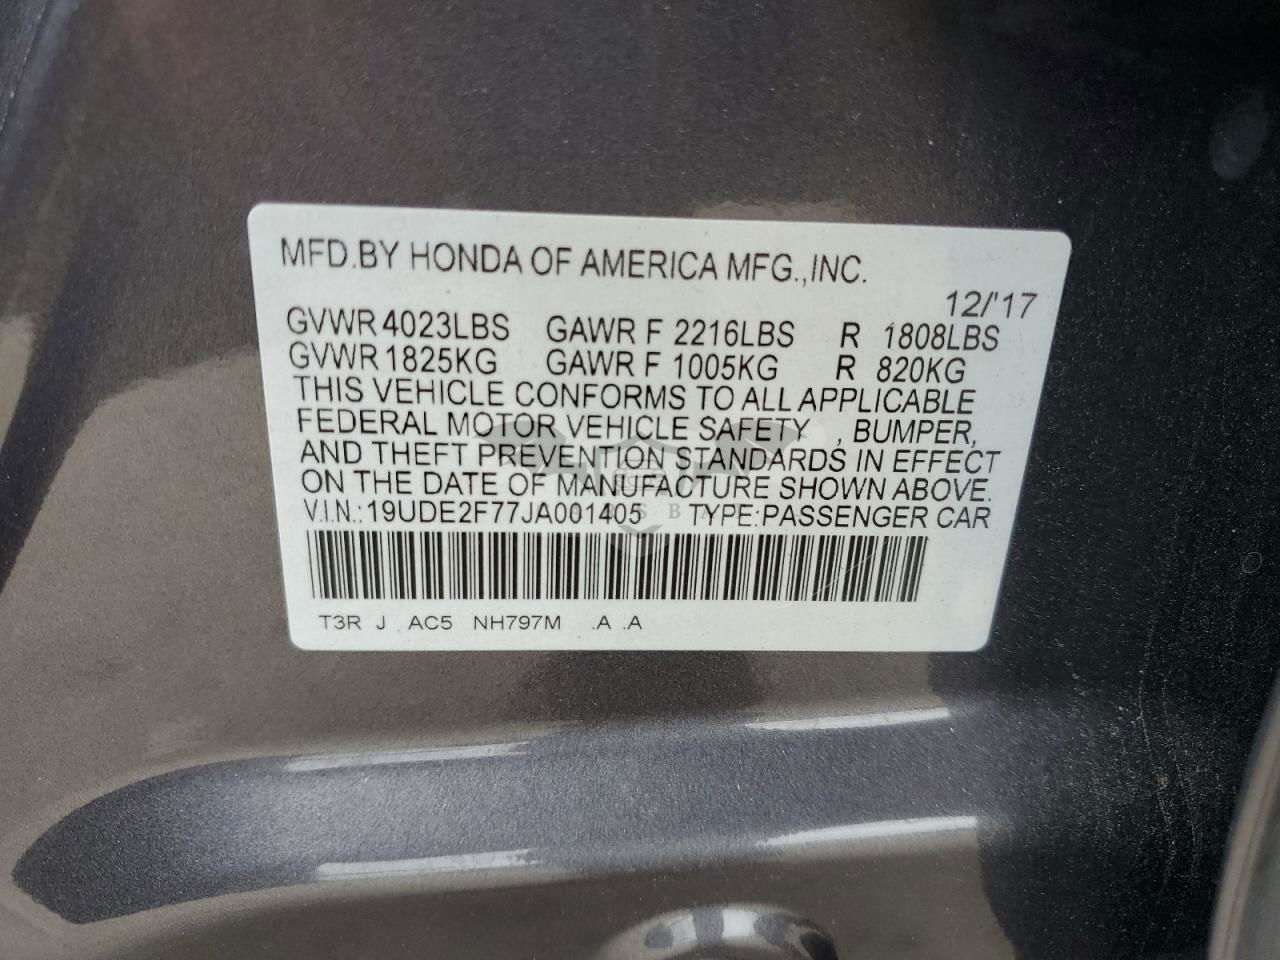 MFD.BY HONDA OF AMERICA MFG.,INC.
12/'17
GVWR 4023LBS GAWR F 2216LBS R 1808LBS
GVWR 1825KG GAWR F 1005KG R 820KG
THIS VEHICLE CONFORMS TO ALL APPLICABLE
FEDERAL MOTOR VEHICLE SAFETY , BUMPER,
AND THEFT PREVENTION STANDARDS IN EFFECT
ON THE DATE OF MANUFACTURE SHOWN ABOVE.
V.I.N.: 19UDE2F77JA001405 TYPE:PASSENGER CAR
T3R J AC5 NH797M .A .A